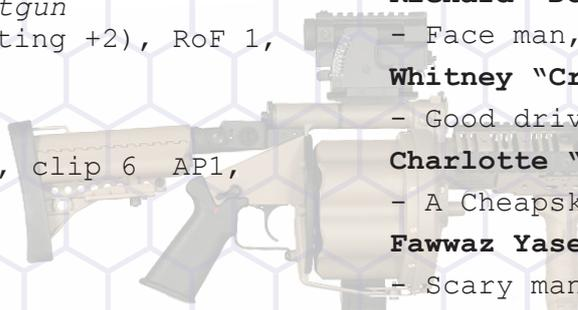 tgun
ting +2), RoF 1,
, clip 6 AP1,
- Face man,
Whitney “Cr
- Good driv
Charlotte “
- A Cheapsk
Fawwaz Yase
- Scary man